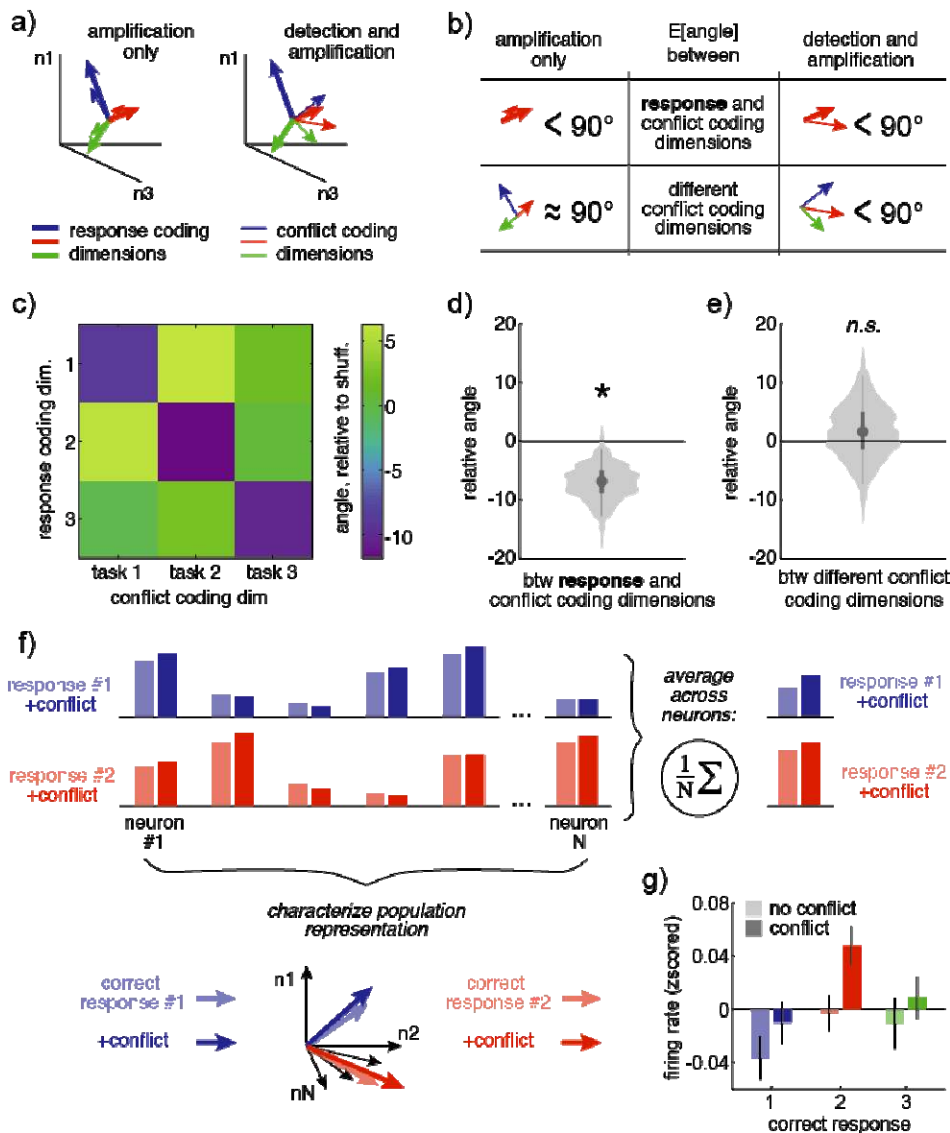 a)
amplification
only
detection and
amplification
n1
n3
n3
response coding
dimensions
conflict coding
dimensions
b)
amplification
only
E[angle]
between
detection and
amplification
< 90°
response and
conflict coding
dimensions
< 90°
≈ 90°
different
conflict coding
dimensions
< 90°
c)
response coding dim.
1
2
3
task 1 task 2 task 3
conflict coding dim
angle, relative to shuff.
5
0
-5
-10
d)
relative angle
20
10
0
-10
-20
*
btw response and
conflict coding dimensions
e)
relative angle
20
10
0
-10
-20
n.s.
btw different conflict
coding dimensions
f)
response #1
+conflict
response #2
+conflict
...
...
neuron
#1
neuron
N
average
across
neurons:
1/N Σ
response #1
+conflict
response #2
+conflict
characterize population
representation
correct
response #1
+conflict
n1
n2
nN
correct
response #2
+conflict
g)
firing rate (zscored)
0.08
0.04
0
-0.04
no conflict
conflict
1 2 3
correct response